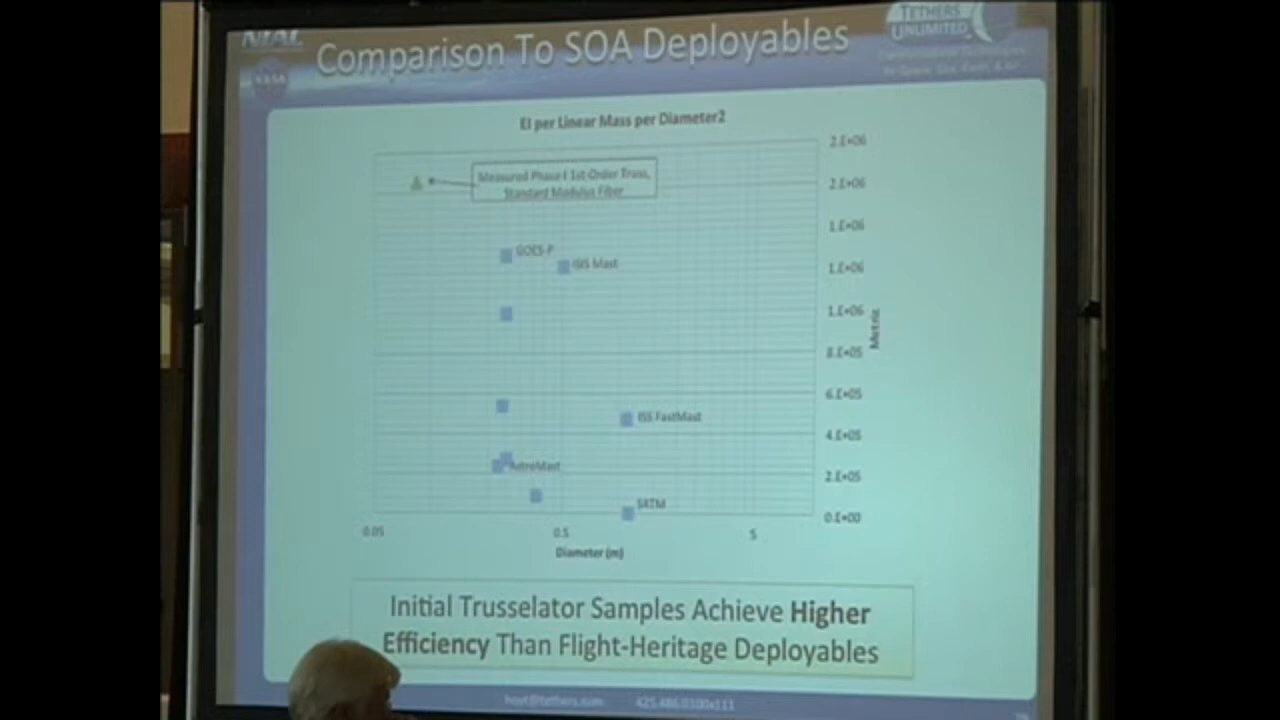 NIAC
NASA
Comparison To SOA Deployables
TETHERS
UNLIMITED
EI per Linear Mass per Diameter2
Measured Phase-I 1st-Order Truss,
Standard Modulus Fiber
GOES-P
ISIS Mast
ISS FastMast
AstroMast
SRTM
2.E+06
2.E+06
1.E+06
1.E+06
1.E+06
8.E+05
6.E+05
4.E+05
2.E+05
0.E+00
Metric
0.05
0.5
5
Diameter (m)
Initial Trusselator Samples Achieve Higher
Efficiency Than Flight-Heritage Deployables
hoyt@tethers.com 425.486.0100x111